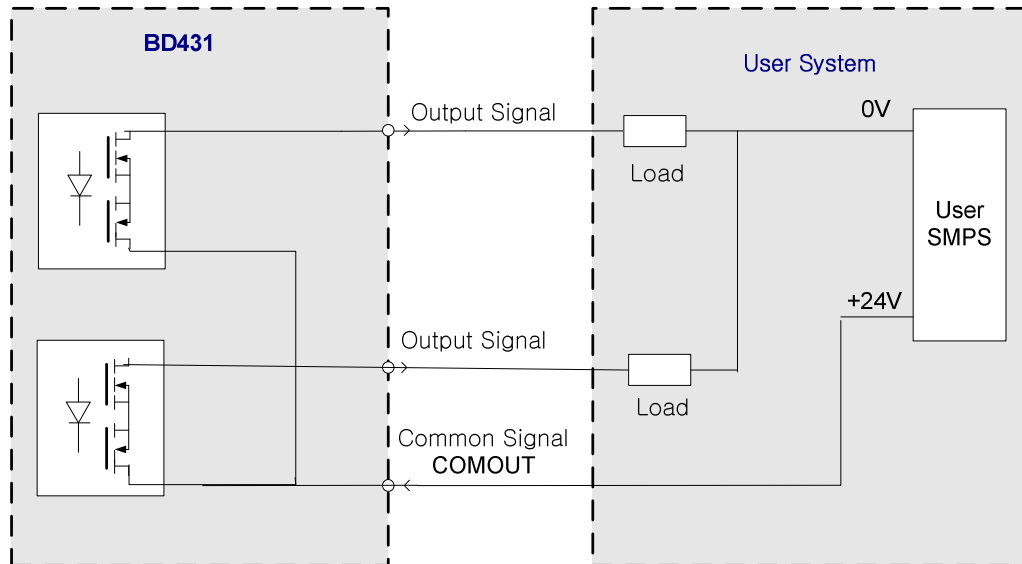 BD431
User System
Output Signal
0V
Load
User
SMPS
+24V
Output Signal
Load
Common Signal
COMOUT